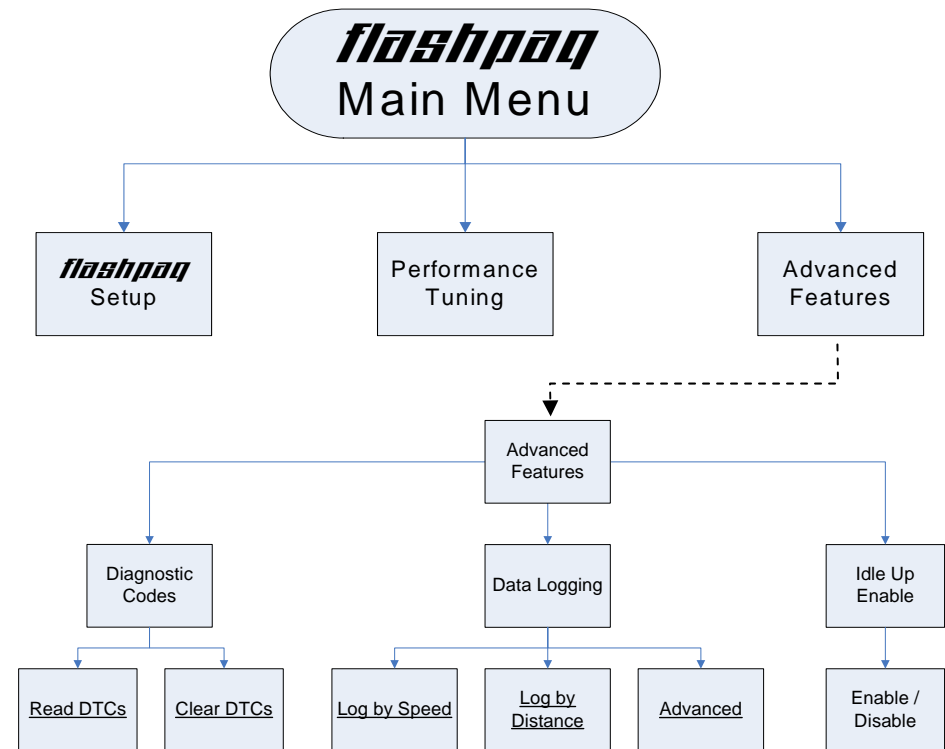 flashpaq
Main Menu
flashpaq
Setup
Performance
Tuning
Advanced
Features
Advanced
Features
Diagnostic
Codes
Data Logging
Idle Up
Enable
Read DTCs
Clear DTCs
Log by Speed
Log by
Distance
Advanced
Enable /
Disable